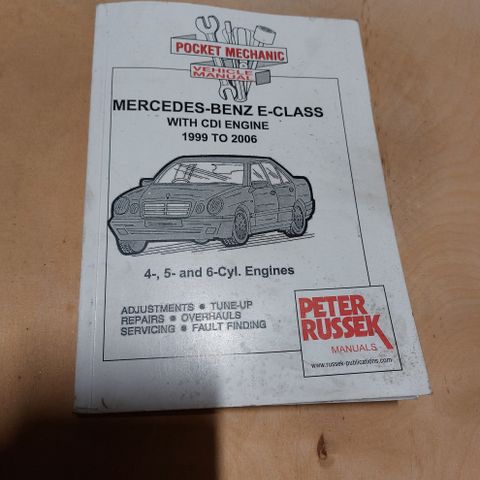 POCKET MECHANIC
VEHICLE
MANUAL
MERCEDES-BENZ E-CLASS
WITH CDI ENGINE
1999 TO 2006
4-, 5- and 6-Cyl. Engines
ADJUSTMENTS • TUNE-UP
REPAIRS • OVERHAULS
SERVICING • FAULT FINDING
PETER
RUSSEK
MANUALS
www.russek-publications.com